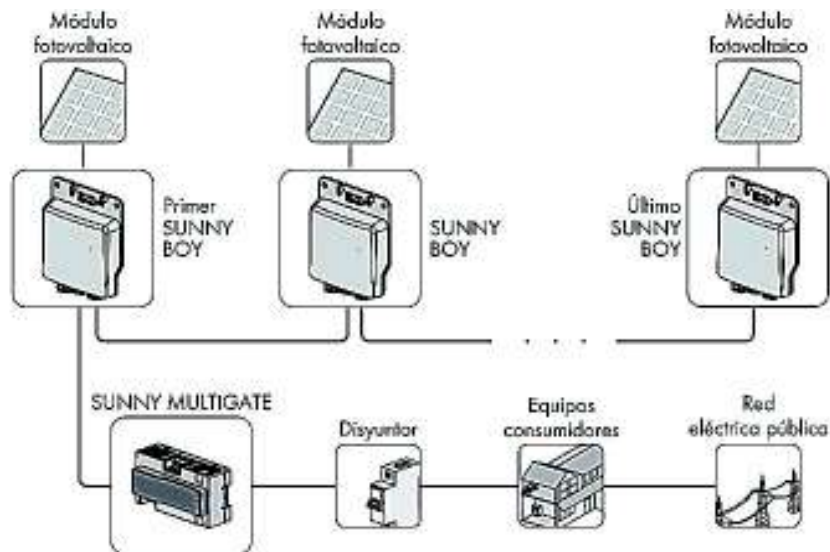 Módulo
fotovoltaico
Módulo
fotovoltaico
Módulo
fotovoltaico
Primer
SUNNY
BOY
SUNNY
BOY
Último
SUNNY
BOY
SUNNY MULTIGATE
Disyuntor
Equipos
consumidores
Red
eléctrica pública